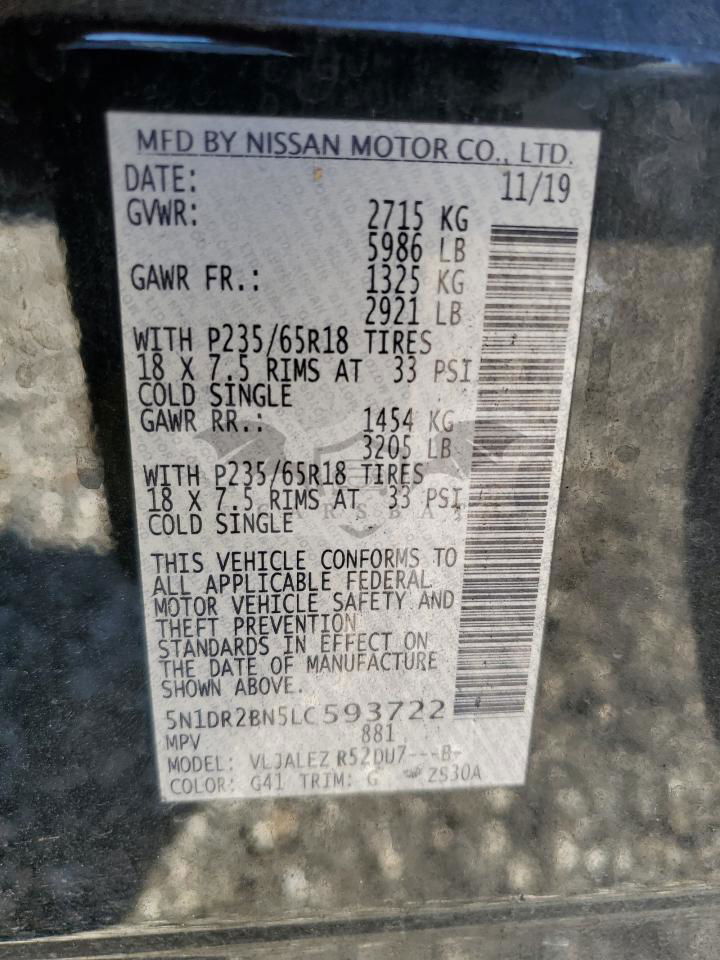 MFD BY NISSAN MOTOR CO., LTD.
DATE: 11/19
GVWR: 2715 KG
5986 LB
GAWR FR.: 1325 KG
2921 LB
WITH P235/65R18 TIRES
18 X 7.5 RIMS AT 33 PSI
COLD SINGLE
GAWR RR.: 1454 KG
3205 LB
WITH P235/65R18 TIRES
18 X 7.5 RIMS AT 33 PSI
COLD SINGLE
THIS VEHICLE CONFORMS TO
ALL APPLICABLE FEDERAL
MOTOR VEHICLE SAFETY AND
THEFT PREVENTION
STANDARDS IN EFFECT ON
THE DATE OF MANUFACTURE
SHOWN ABOVE.
5N1DR2BN5LC593722
MPV 881
MODEL: VLJALEZ R52DU7---B-
COLOR: G41 TRIM: G ZS30A